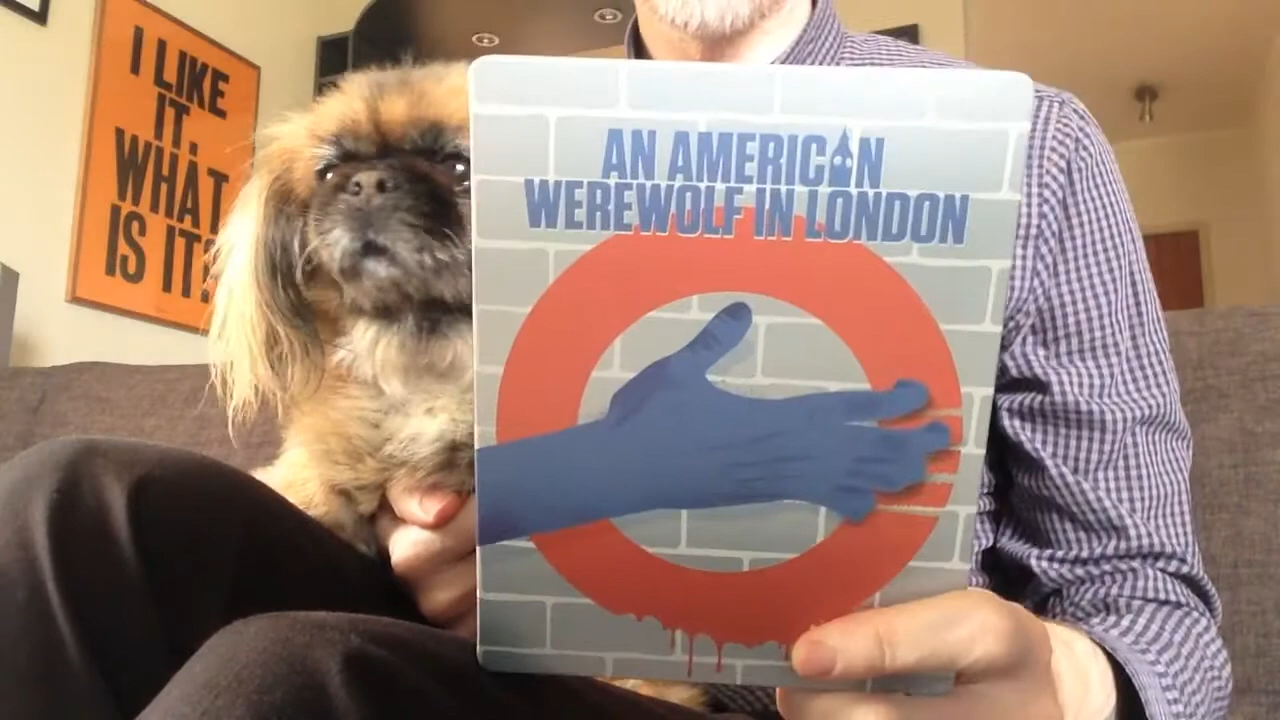 I LIKE
IT.
WHAT
IS IT?
AN AMERICAN
WEREWOLF IN LONDON